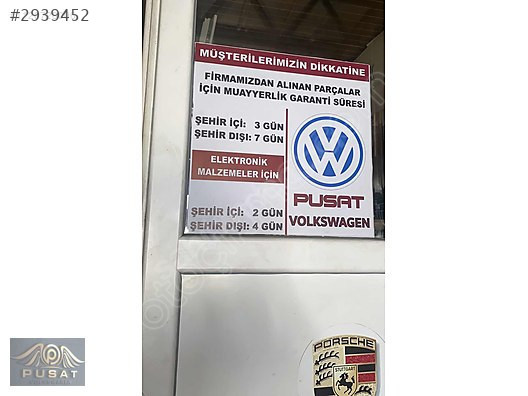 #2939452
MÜŞTERİLERİMİZİN DİKKATİNE
FİRMAMIZDAN ALINAN PARÇALAR
İÇİN MUAYYERLİK GARANTİ SÜRESİ
ŞEHİR İÇİ: 3 GÜN
ŞEHİR DIŞI: 7 GÜN
ELEKTRONİK
MALZEMELER İÇİN
ŞEHİR İÇİ: 2 GÜN
ŞEHİR DIŞI: 4 GÜN
PUSAT
VOLKSWAGEN
PORSCHE
STUTTGART
PUSAT